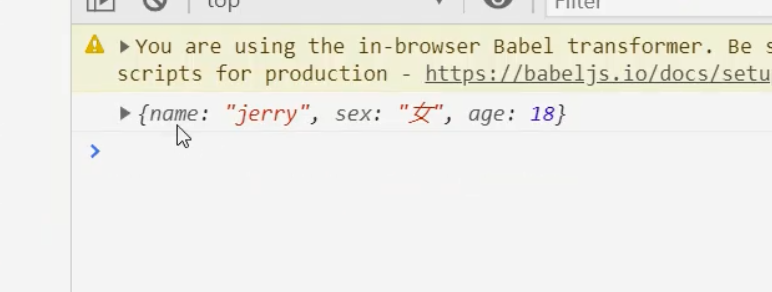 top Filter
You are using the in-browser Babel transformer. Be s
scripts for production - https://babeljs.io/docs/setu
{name: "jerry", sex: "女", age: 18}